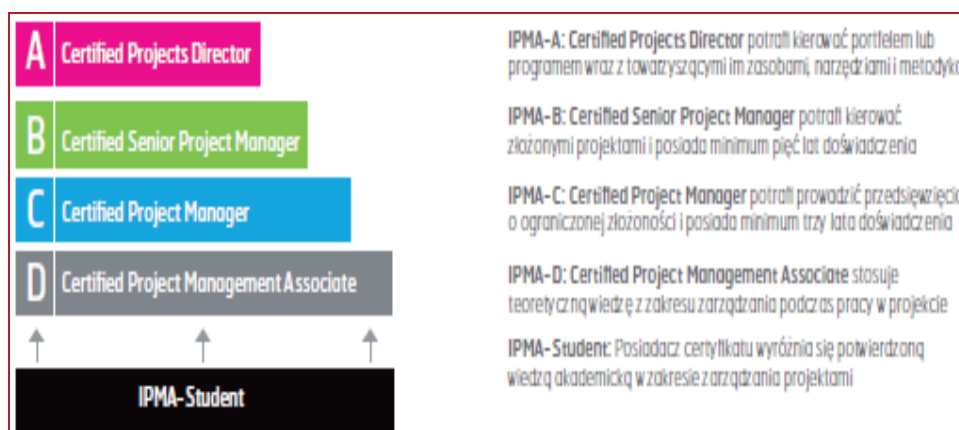 A Certified Projects Director
B Certified Senior Project Manager
C Certified Project Manager
D Certified Project Management Associate
IPMA-Student
IPMA-A: Certified Projects Director potrafi kierować portfelem lub
programem wraz z towarzyszącymi im zasobami, narzędziami i metodyką
IPMA-B: Certified Senior Project Manager potrafi kierować
złożonymi projektami i posiada minimum pięć lat doświadczenia
IPMA-C: Certified Project Manager potrafi prowadzić przedsięwzięcia
o ograniczonej złożoności i posiada minimum trzy lata doświadczenia
IPMA-D: Certified Project Management Associate stosuje
teoretyczną wiedzę z zakresu zarządzania podczas pracy w projekcie
IPMA-Student: Posiadacz certyfikatu wyróżnia się potwierdzoną
wiedzą akademicką w zakresie zarządzania projektami